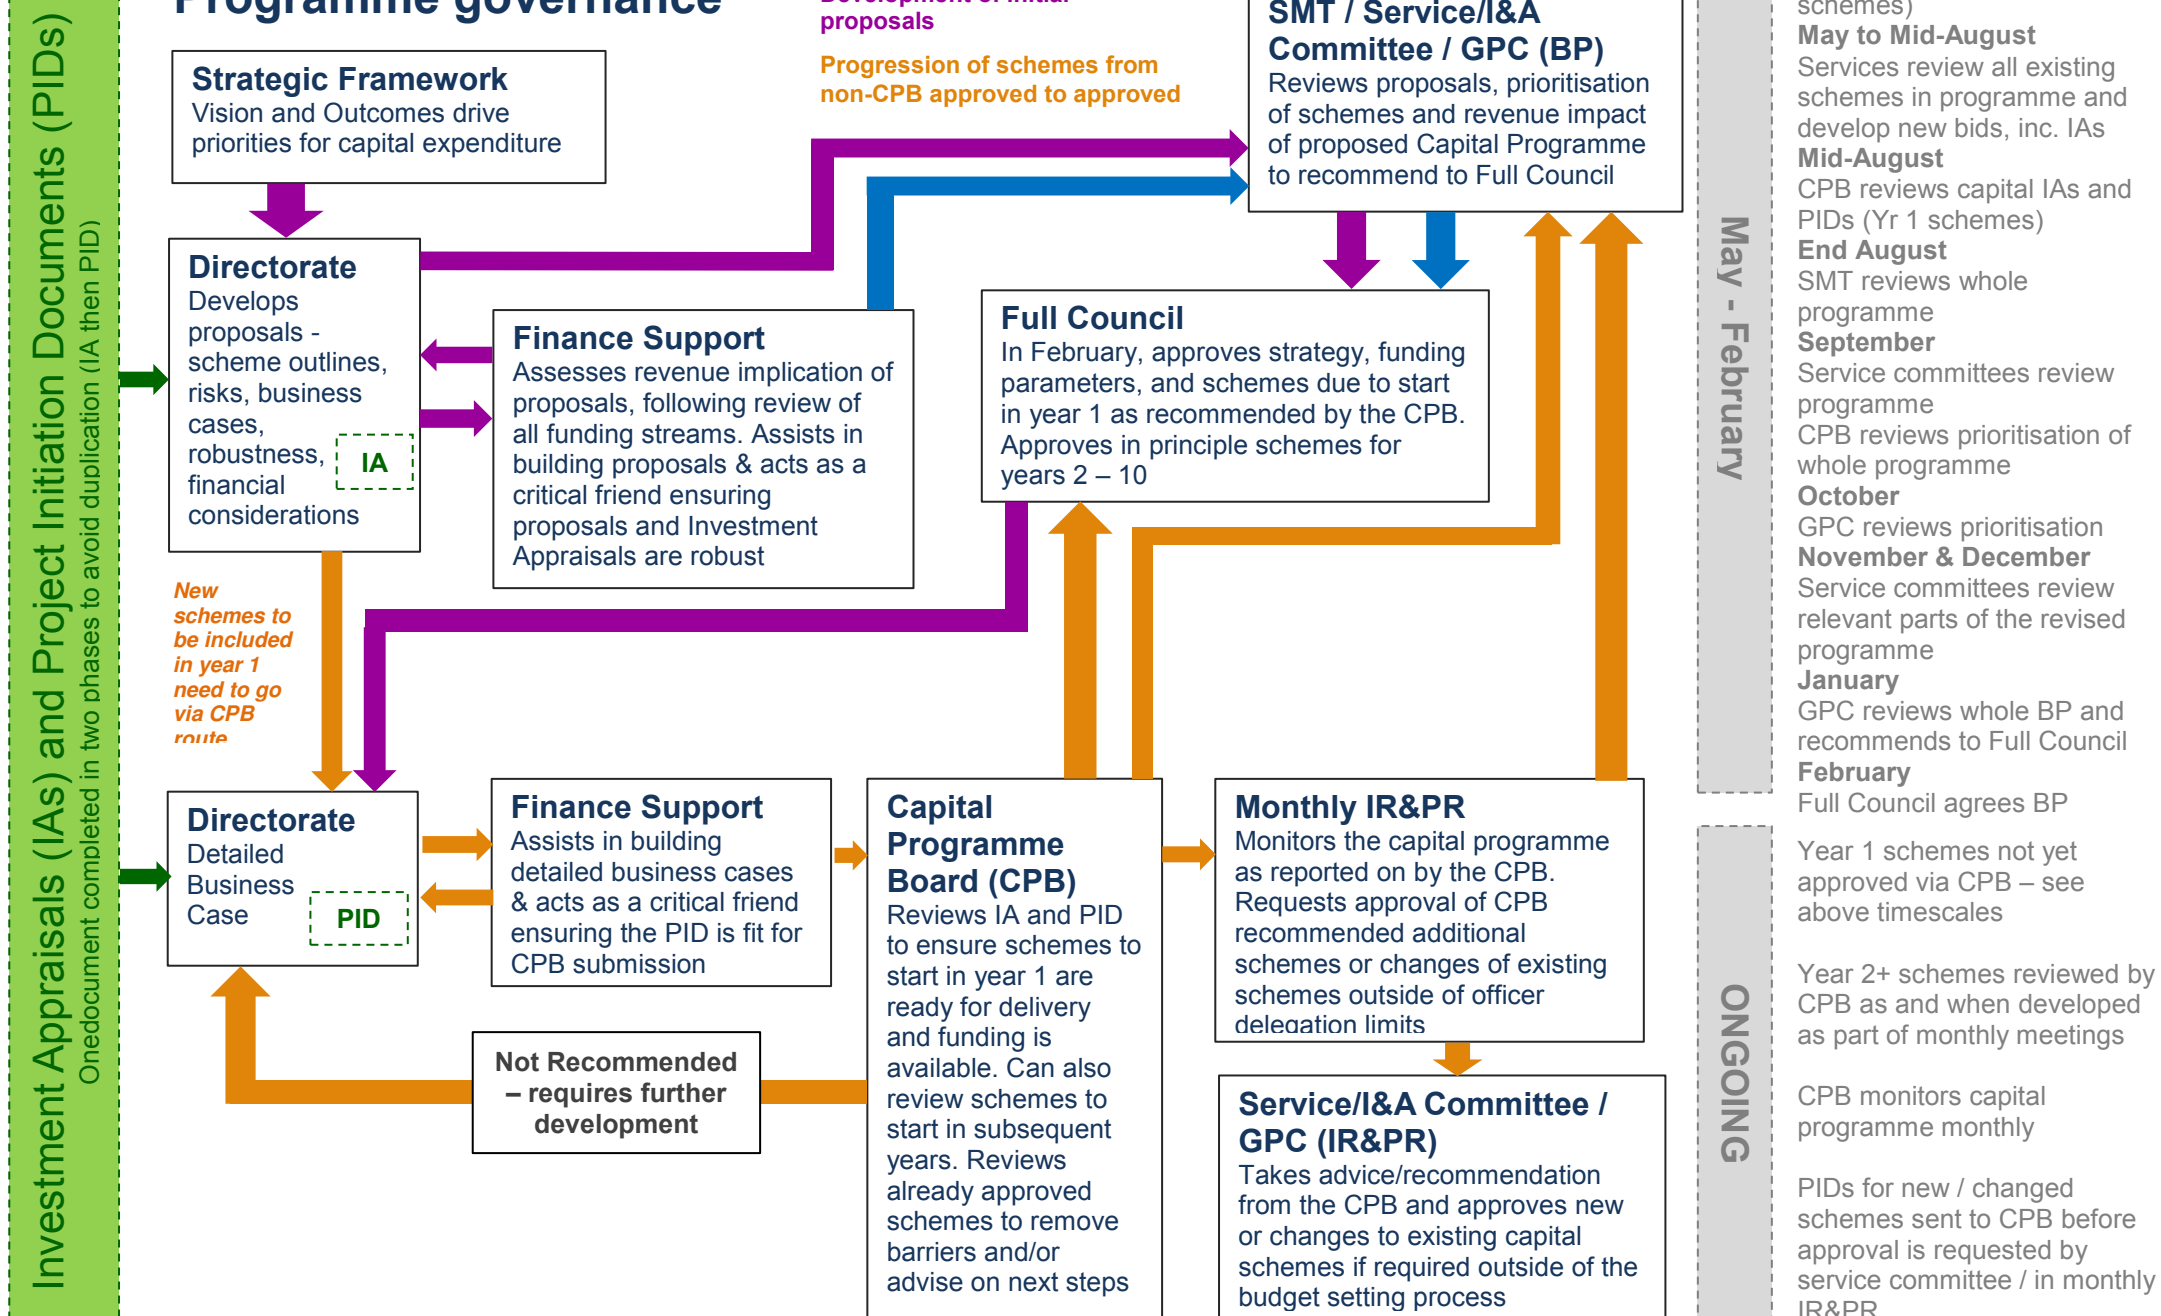 Investment Appraisals (IAs) and Project Initiation Documents (PIDs)
Onedocument completed in two phases to avoid duplication (IA then PID)
Programme governance
Development of initial
proposals
Progression of schemes from
non-CPB approved to approved
Strategic Framework
Vision and Outcomes drive
priorities for capital expenditure
SMT / Service/I&A
Committee / GPC (BP)
Reviews proposals, prioritisation
of schemes and revenue impact
of proposed Capital Programme
to recommend to Full Council
Directorate
Develops
proposals -
scheme outlines,
risks, business
cases,
robustness,
financial
considerations
IA
Finance Support
Assesses revenue implication of
proposals, following review of
all funding streams. Assists in
building proposals & acts as a
critical friend ensuring
proposals and Investment
Appraisals are robust
Full Council
In February, approves strategy, funding
parameters, and schemes due to start
in year 1 as recommended by the CPB.
Approves in principle schemes for
years 2 – 10
New
schemes to
be included
in year 1
need to go
via CPB
route
Directorate
Detailed
Business
Case
PID
Finance Support
Assists in building
detailed business cases
& acts as a critical friend
ensuring the PID is fit for
CPB submission
Capital
Programme
Board (CPB)
Reviews IA and PID
to ensure schemes to
start in year 1 are
ready for delivery
and funding is
available. Can also
review schemes to
start in subsequent
years. Reviews
already approved
schemes to remove
barriers and/or
advise on next steps
Monthly IR&PR
Monitors the capital programme
as reported on by the CPB.
Requests approval of CPB
recommended additional
schemes or changes of existing
schemes outside of officer
delegation limits
Not Recommended
– requires further
development
Service/I&A Committee /
GPC (IR&PR)
Takes advice/recommendation
from the CPB and approves new
or changes to existing capital
schemes if required outside of the
budget setting process
May - February
schemes)
May to Mid-August
Services review all existing
schemes in programme and
develop new bids, inc. IAs
Mid-August
CPB reviews capital IAs and
PIDs (Yr 1 schemes)
End August
SMT reviews whole
programme
September
Service committees review
programme
CPB reviews prioritisation of
whole programme
October
GPC reviews prioritisation
November & December
Service committees review
relevant parts of the revised
programme
January
GPC reviews whole BP and
recommends to Full Council
February
Full Council agrees BP
ONGOING
Year 1 schemes not yet
approved via CPB – see
above timescales
Year 2+ schemes reviewed by
CPB as and when developed
as part of monthly meetings
CPB monitors capital
programme monthly
PIDs for new / changed
schemes sent to CPB before
approval is requested by
service committee / in monthly
IR&PR